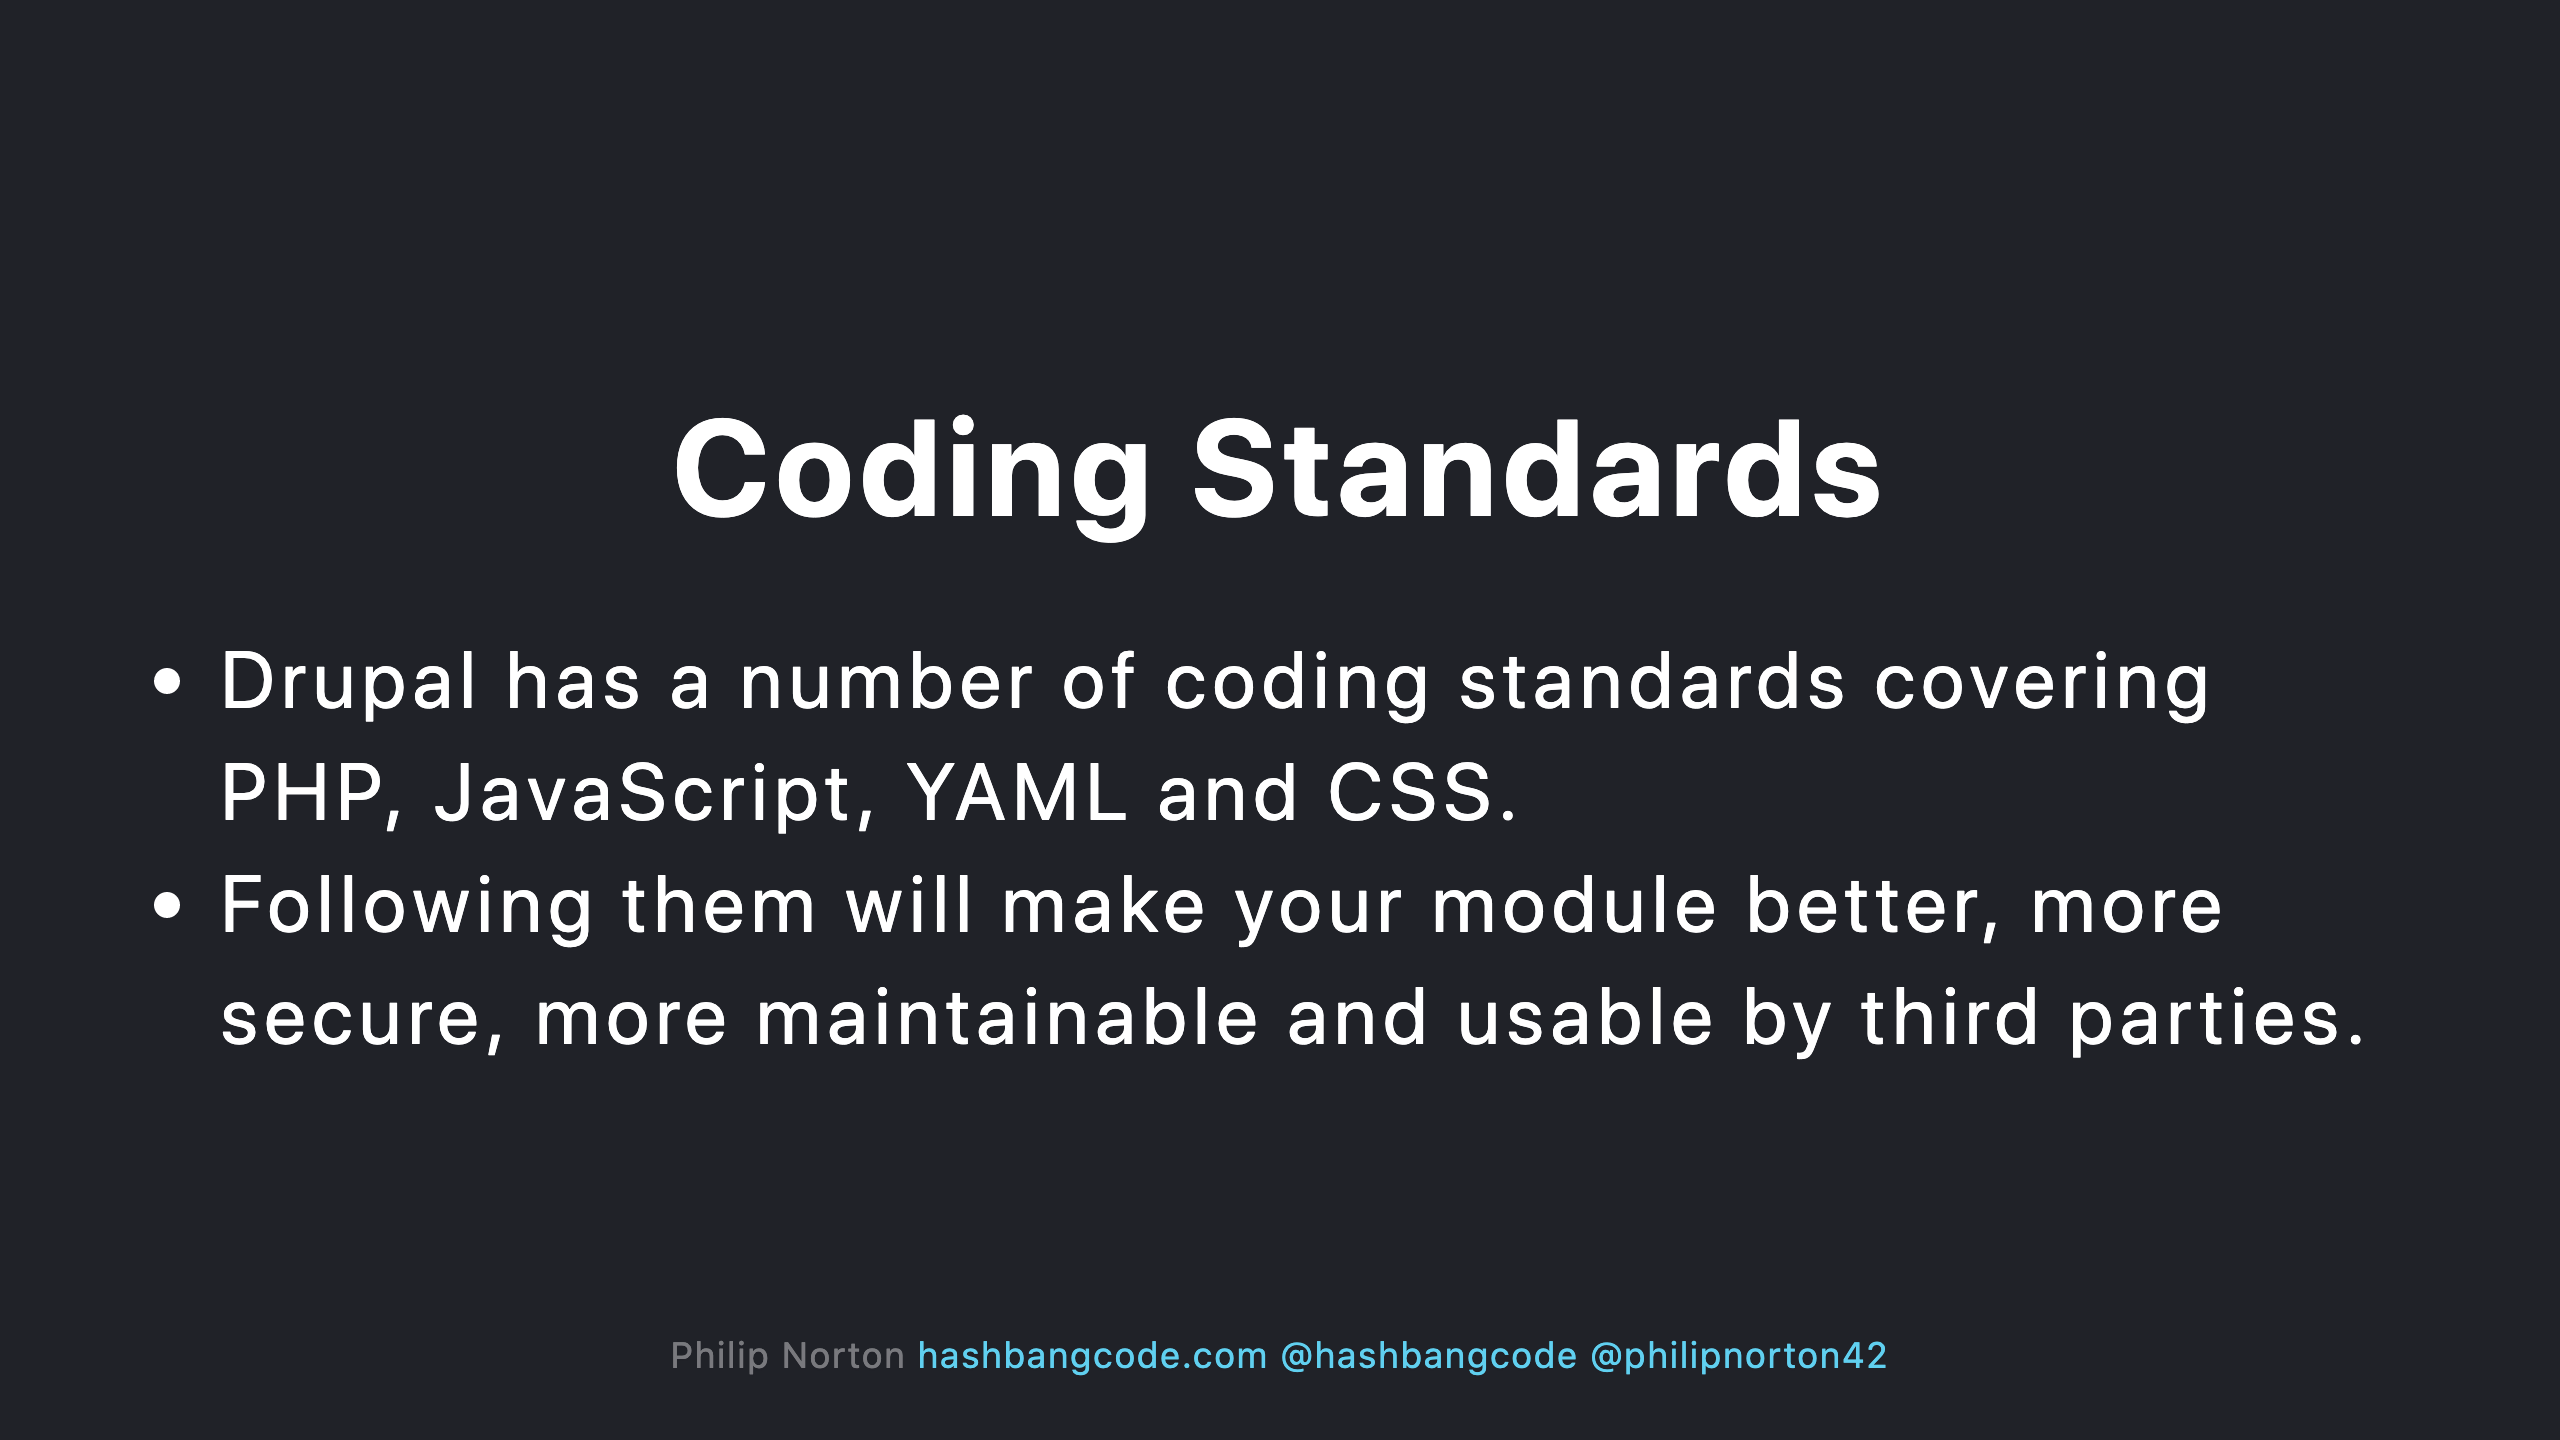 Coding Standards
• Drupal has a number of coding standards covering
PHP, JavaScript, YAML and CSS.
• Following them will make your module better, more
secure, more maintainable and usable by third parties.
Philip Norton hashbangcode.com @hashbangcode @philipnorton42